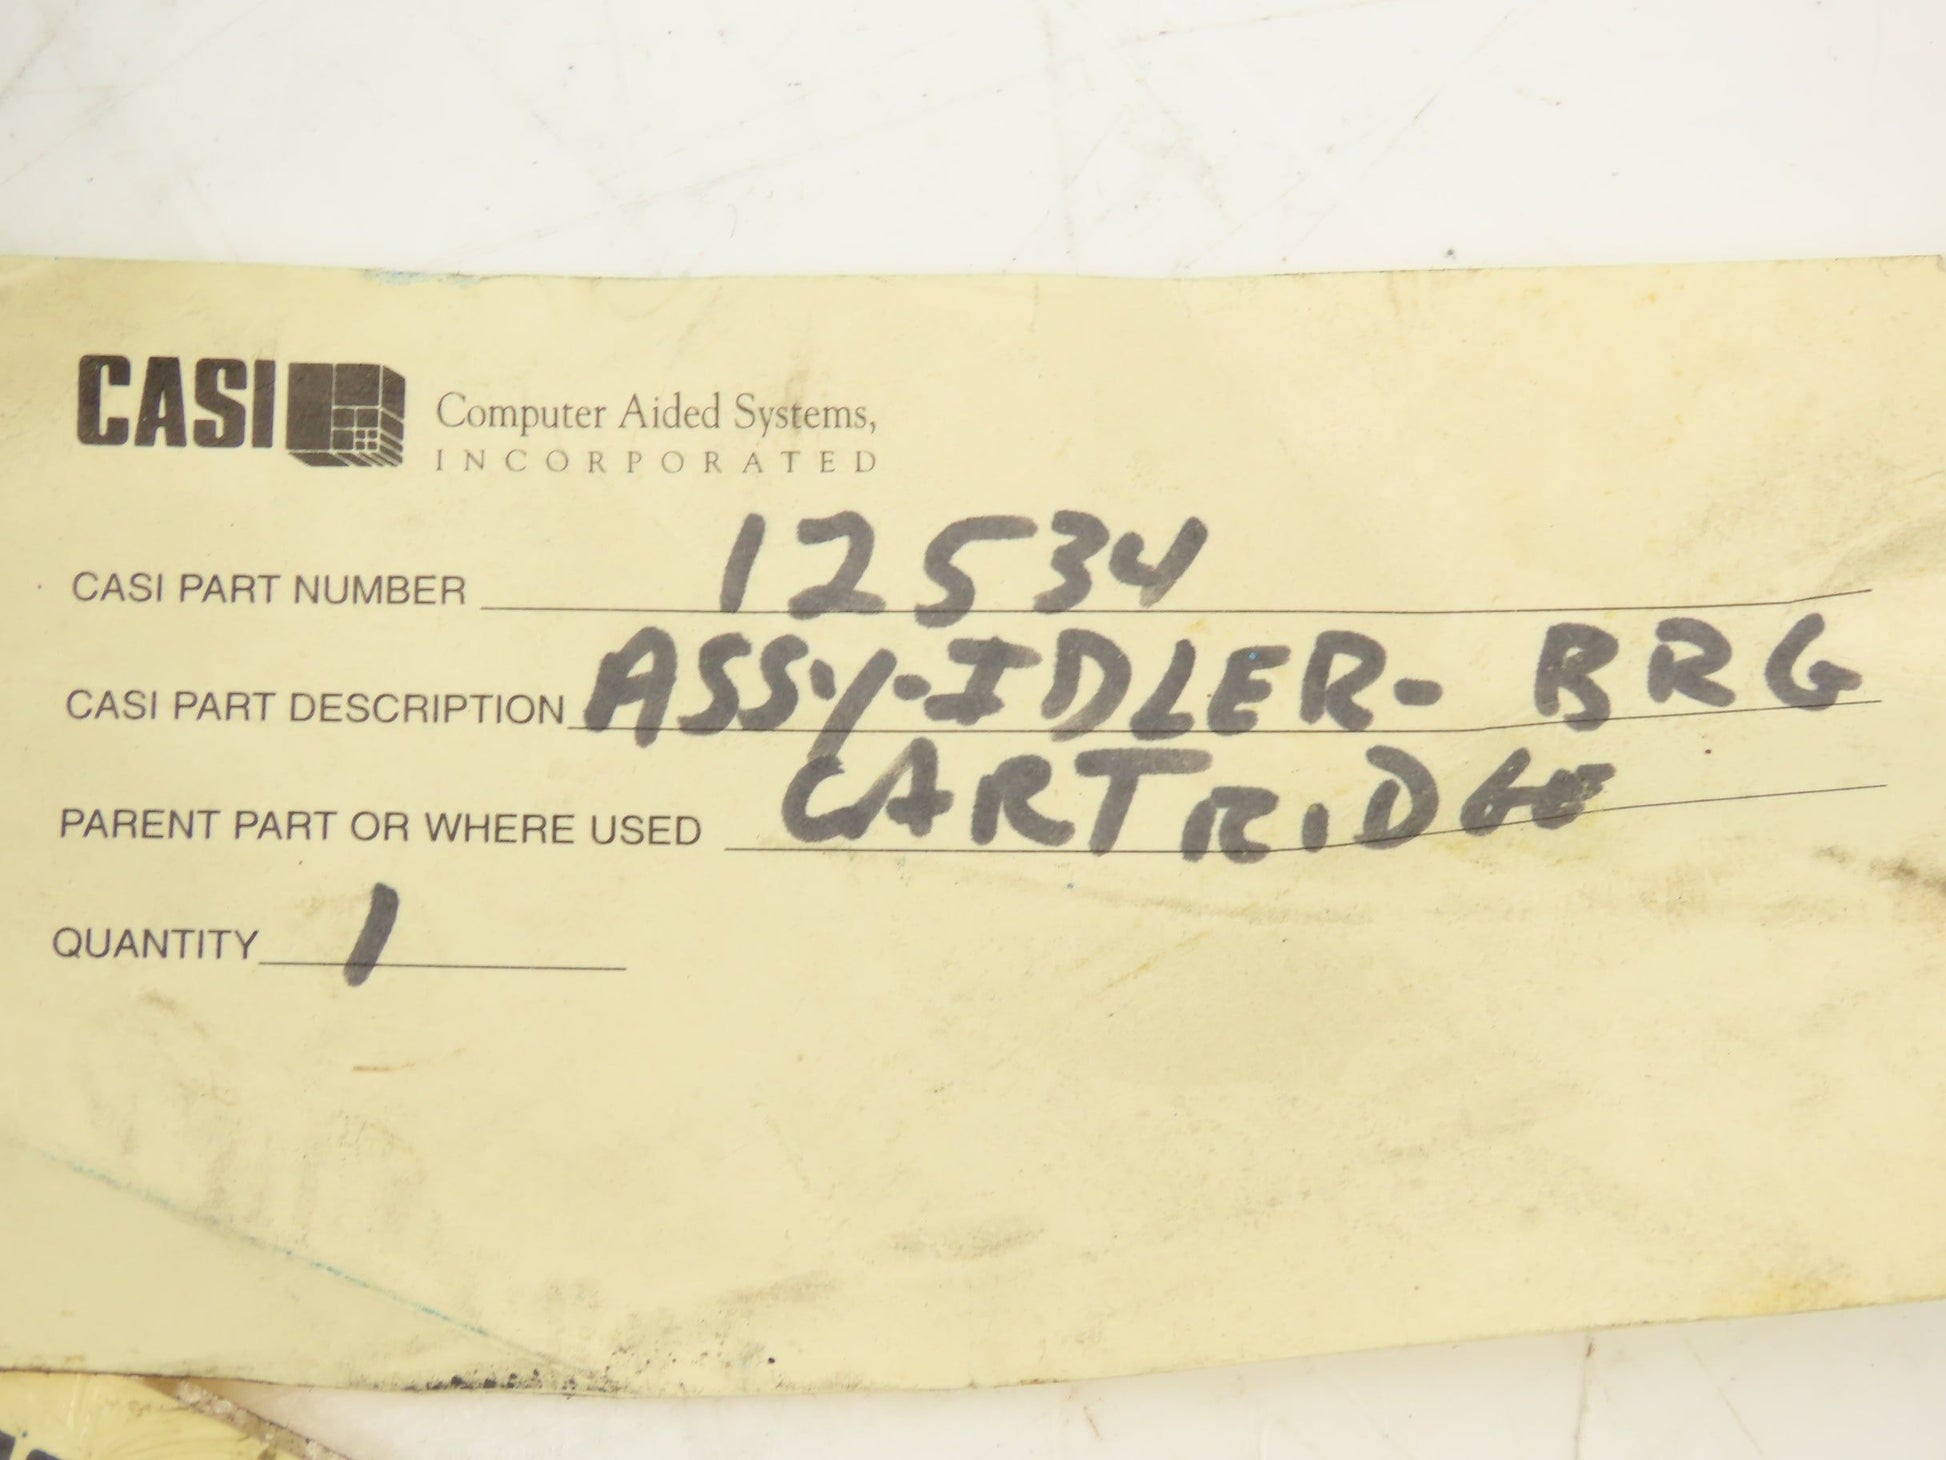 CASI Computer Aided Systems,
INCORPORATED
CASI PART NUMBER 12534
CASI PART DESCRIPTION ASSY-IDLER- BRG
PARENT PART OR WHERE USED CARTRIDGE
QUANTITY 1